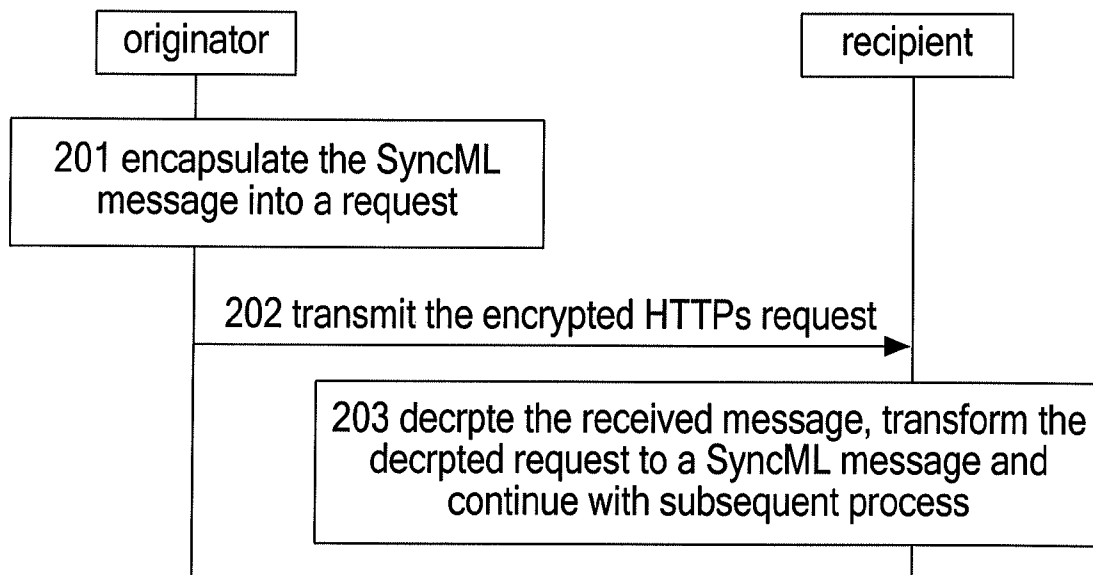 originator
recipient
201 encapsulate the SyncML
message into a request
202 transmit the encrypted HTTPs request
203 decrpte the received message, transform the
decrpted request to a SyncML message and
continue with subsequent process